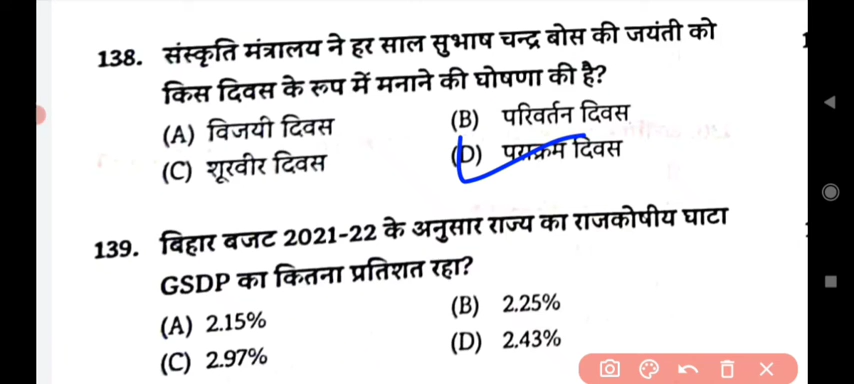 138. संस्कृति मंत्रालय ने हर साल सुभाष चन्द्र बोस की जयंती को
किस दिवस के रूप में मनाने की घोषणा की है?
(A) विजयी दिवस (B) परिवर्तन दिवस
(C) शूरवीर दिवस (D) पराक्रम दिवस
139. बिहार बजट 2021-22 के अनुसार राज्य का राजकोषीय घाटा
GSDP का कितना प्रतिशत रहा?
(A) 2.15% (B) 2.25%
(C) 2.97% (D) 2.43%